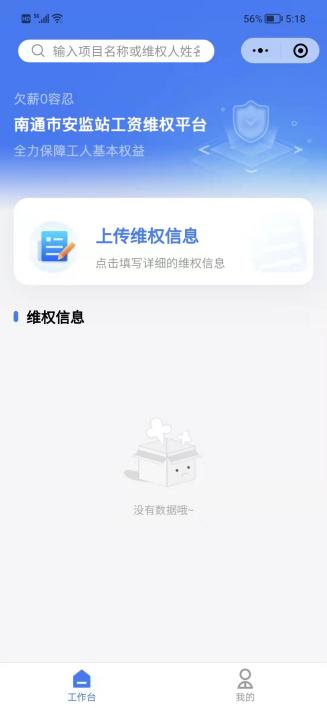 HD 5G 56% 5:18
输入项目名称或维权人姓名
欠薪0容忍
南通市安监站工资维权平台
全力保障工人基本权益
上传维权信息
点击填写详细的维权信息
维权信息
没有数据哦~
工作台
我的